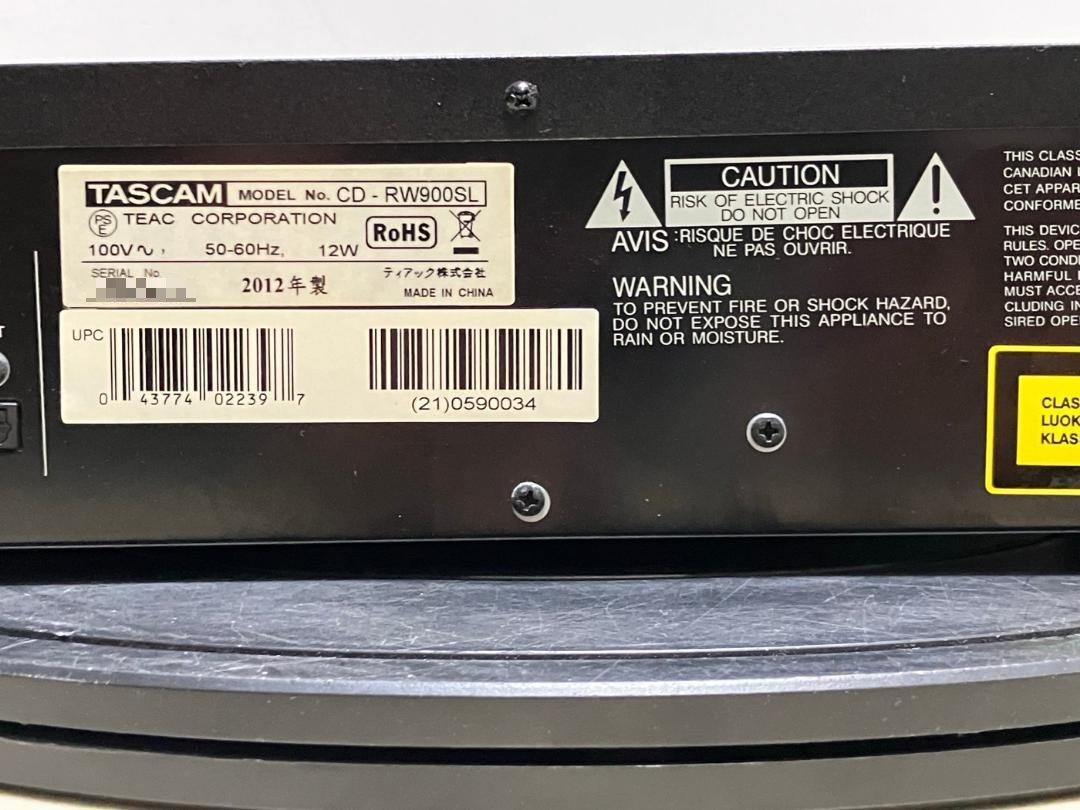 TASCAM MODEL No. CD - RW900SL
PS E TEAC CORPORATION RoHS
100V ∿ , 50-60Hz, 12W
SERIAL No. ティアック株式会社
2012年製 MADE IN CHINA
UPC
0 43774 02239 7
(21)0590034
CAUTION
RISK OF ELECTRIC SHOCK
DO NOT OPEN
AVIS : RISQUE DE CHOC ELECTRIQUE
NE PAS OUVRIR.
WARNING
TO PREVENT FIRE OR SHOCK HAZARD,
DO NOT EXPOSE THIS APPLIANCE TO
RAIN OR MOISTURE.
THIS CLASS
CANADIAN
CET APPAR
CONFORME
THIS DEVIC
RULES. OPE
TWO COND
HARMFUL
MUST ACCE
CLUDING IN
SIRED OPE
CLAS
LUOK
KLAS